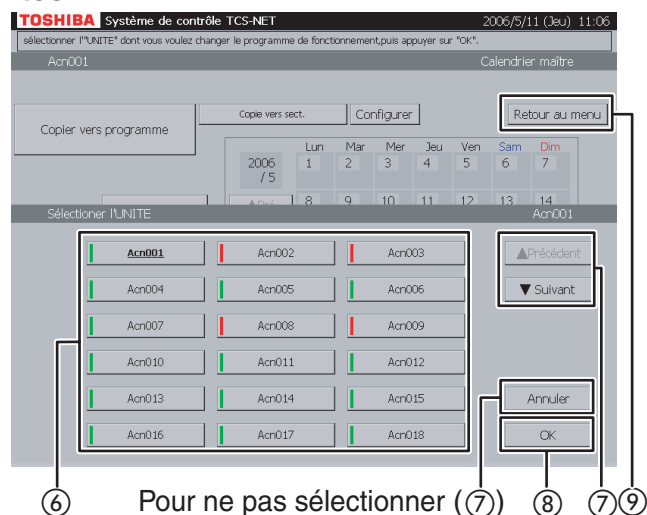 TOSHIBA Système de contrôle TCS-NET 2006/5/11 (Jeu) 11:06
sélectionner l'"UNITE" dont vous voulez changer le programme de fonctionnement,puis appuyer sur "OK".
Acn001 Calendrier maître
Copier vers programme Copie vers sect. Configurer Retour au menu
Lun Mar Mer Jeu Ven Sam Dim
2006 / 5 1 2 3 4 5 6 7
8 9 10 11 12 13 14
Sélectioner l'UNITE Acn001
Acn001 Acn002 Acn003 ▲Précédent
Acn004 Acn005 Acn006 ▼ Suivant
Acn007 Acn008 Acn009
Acn010 Acn011 Acn012
Acn013 Acn014 Acn015 Annuler
Acn016 Acn017 Acn018 OK
⑥ Pour ne pas sélectionner (⑦) ⑧ ⑦ ⑨